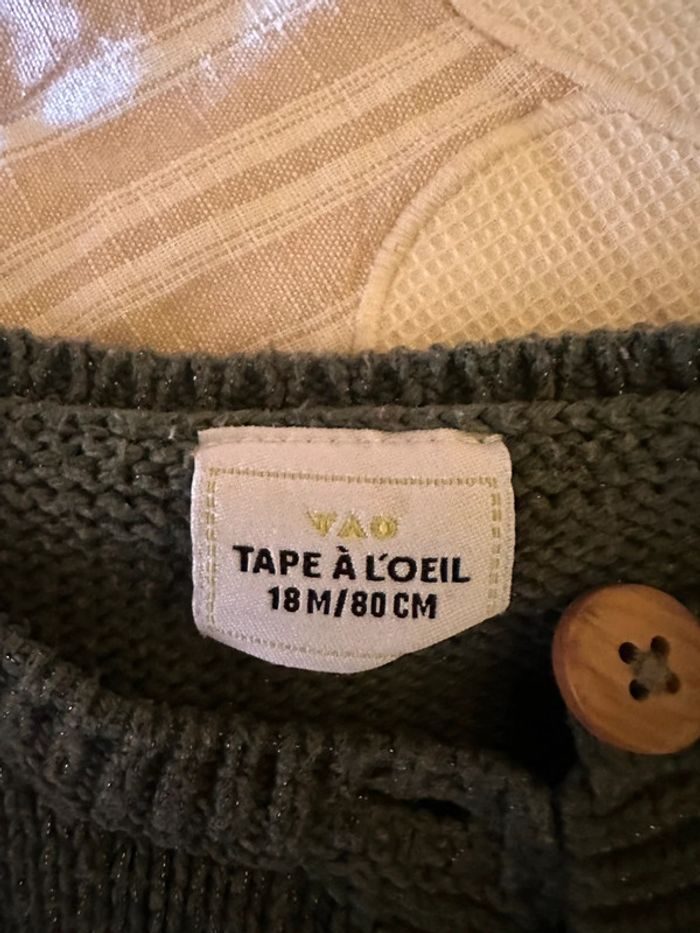 TAO
TAPE À L'OEIL
18 M/80 CM